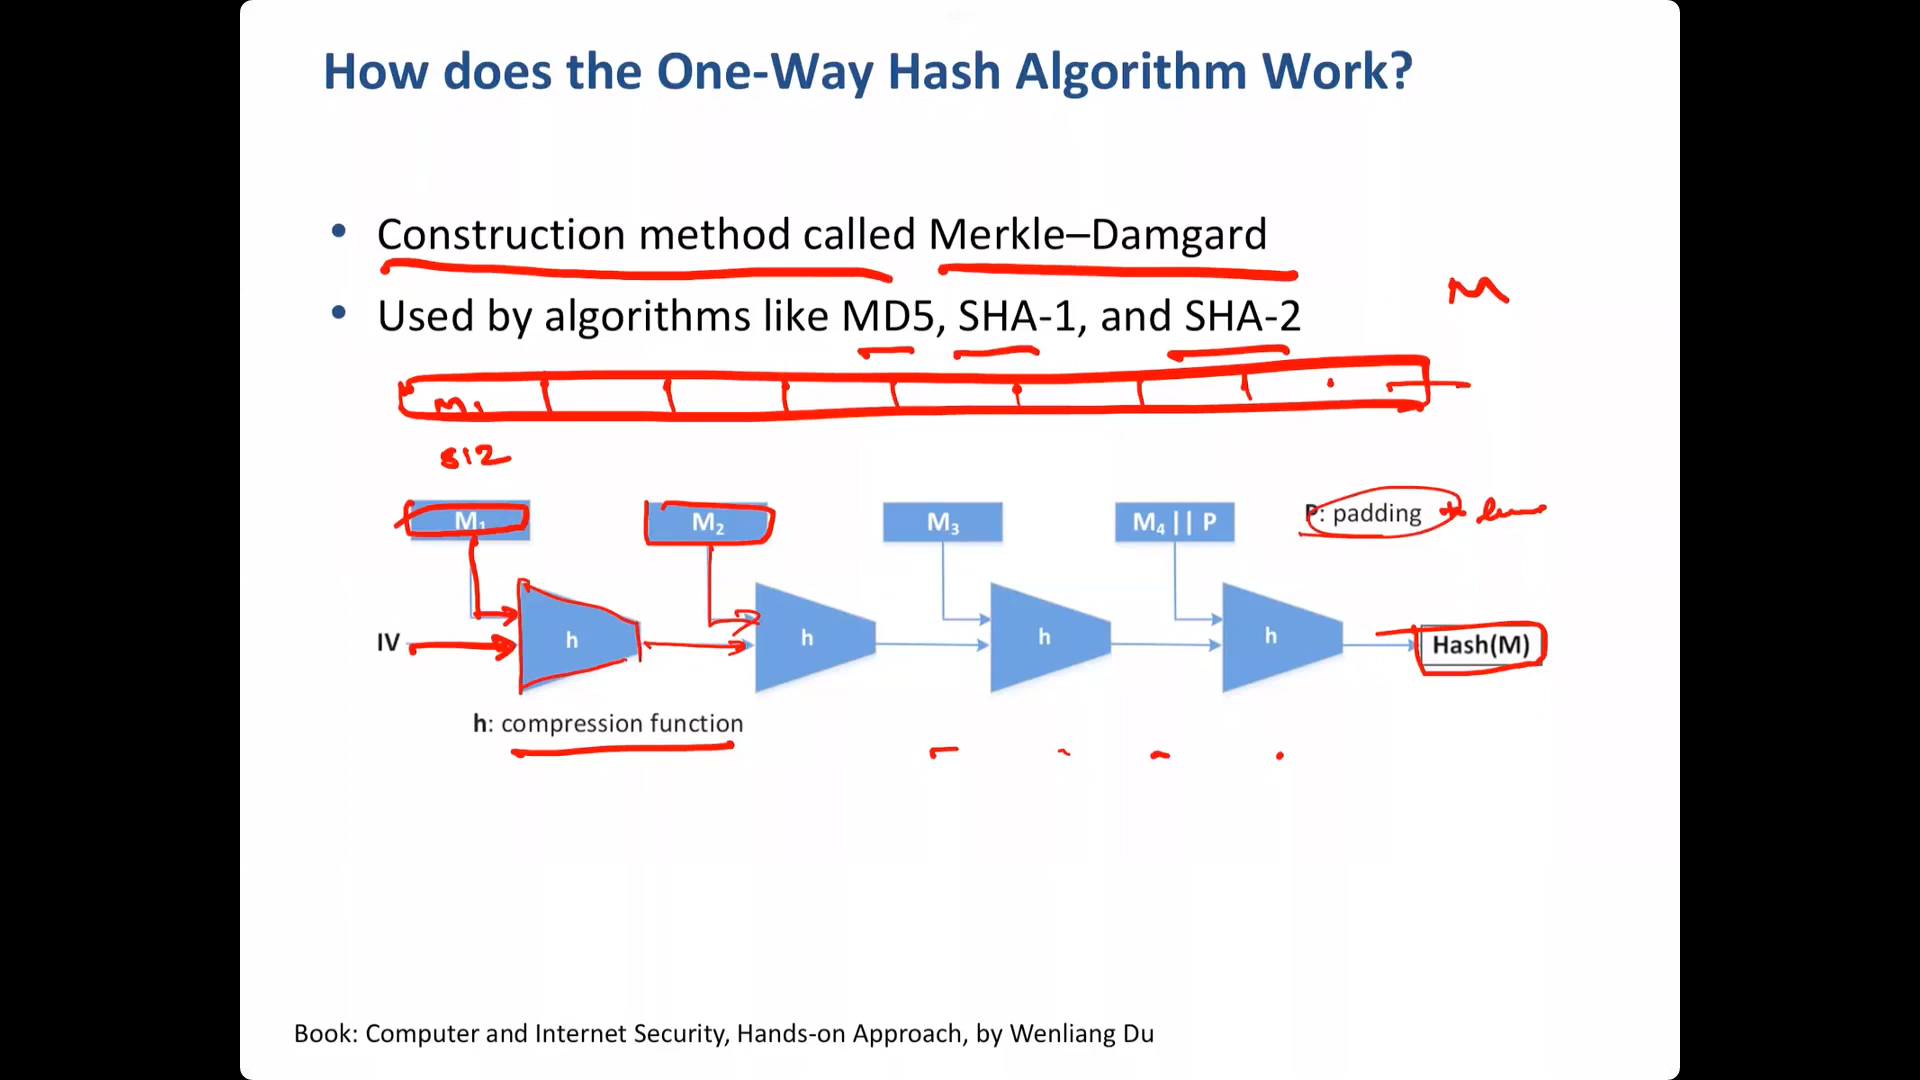 How does the One-Way Hash Algorithm Work?
• Construction method called Merkle–Damgard
M
• Used by algorithms like MD5, SHA-1, and SHA-2
M₁
512
M₁ M₂ M₃ M₄ || P P: padding +
IV h h h h Hash(M)
h: compression function
Book: Computer and Internet Security, Hands-on Approach, by Wenliang Du